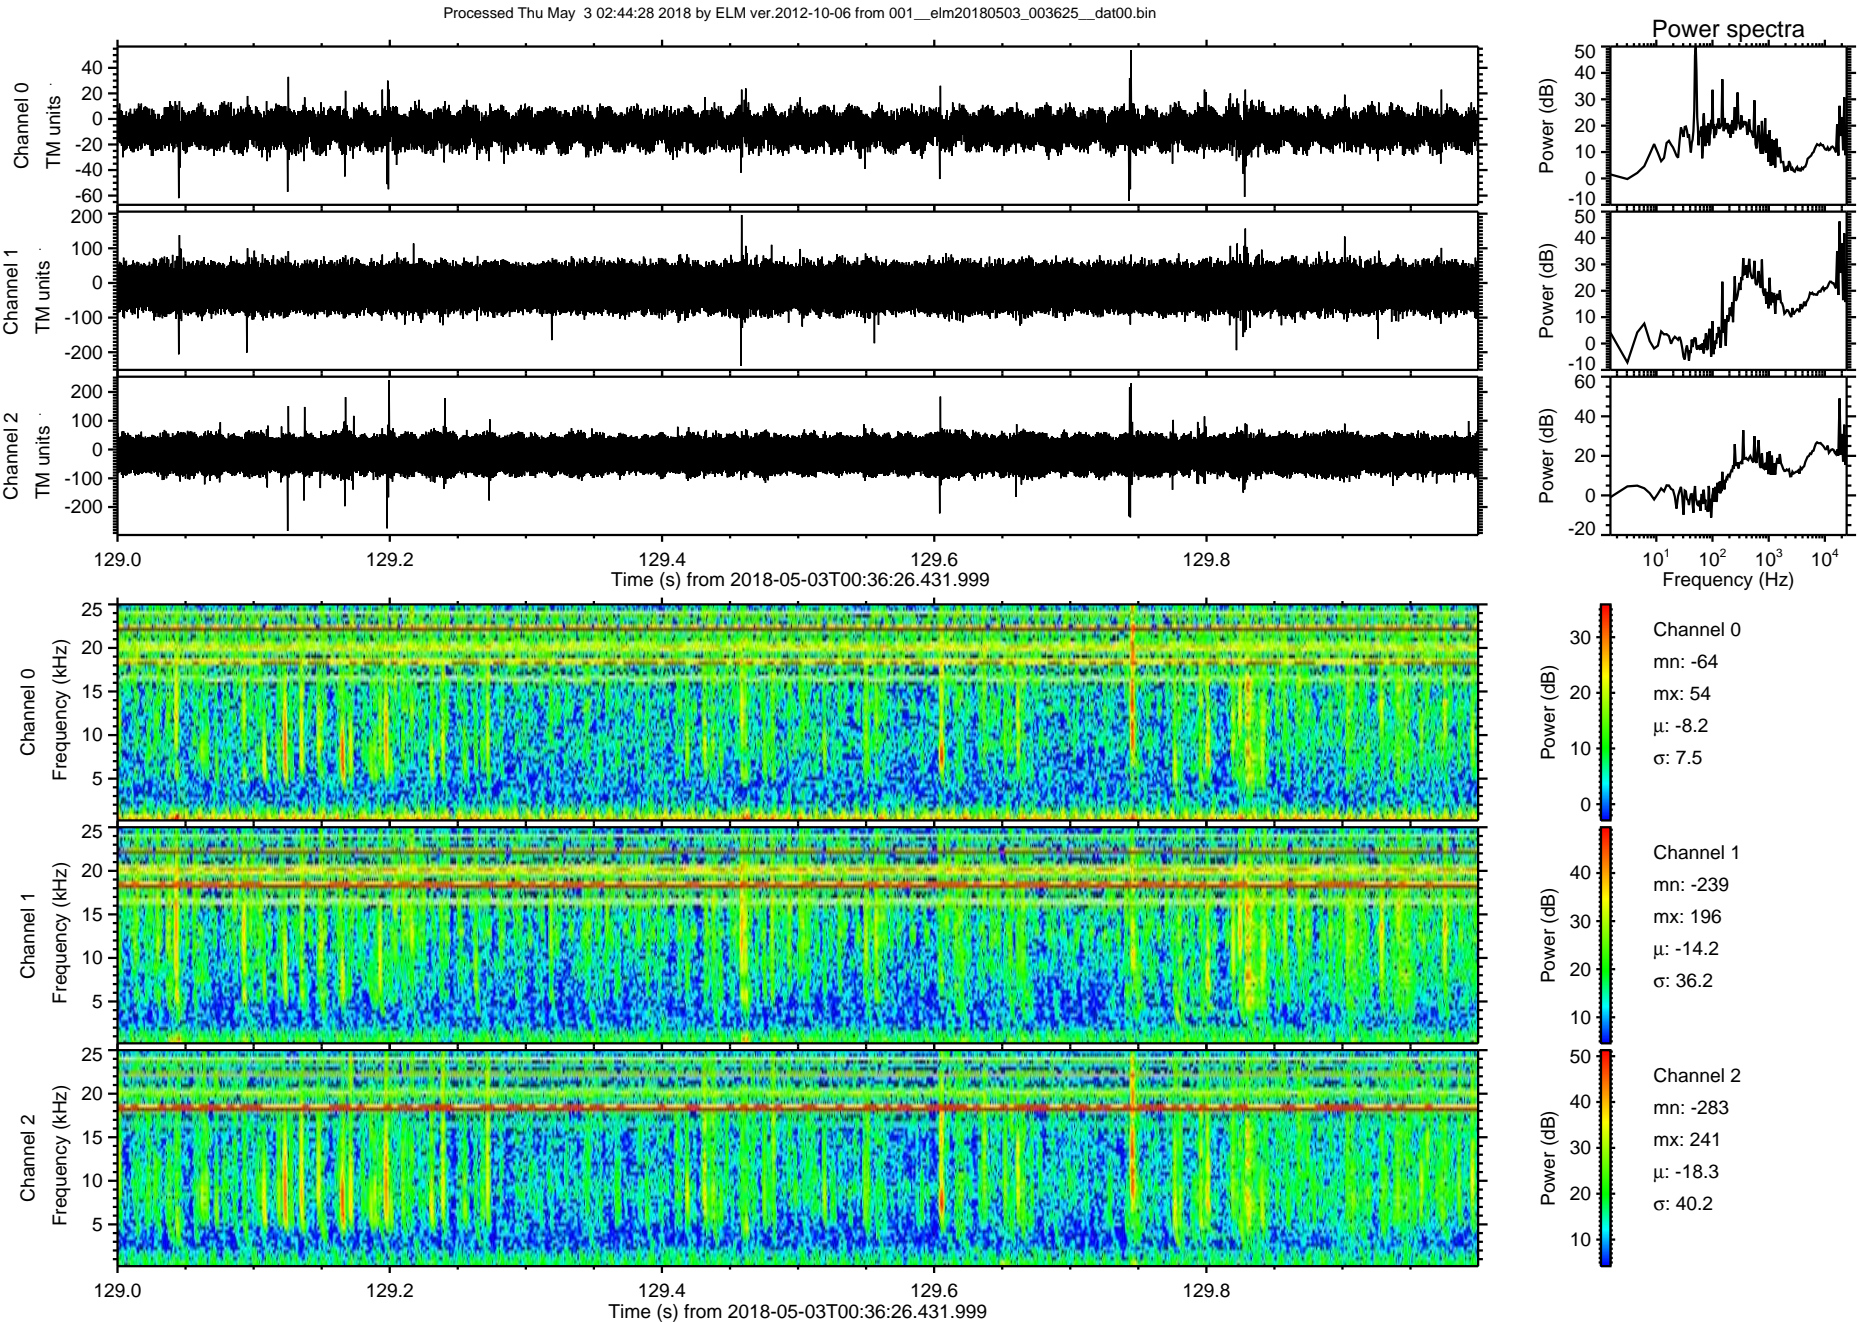 Processed Thu May  3 02:44:28 2018 by ELM ver.2012-10-06 from 001__elm20180503_003625__dat00.bin
Power spectra
Channel 0
TM units
40
20
0
-20
-40
-60
Power (dB)
50
40
30
20
10
0
-10
Channel 1
TM units
200
100
0
-100
-200
Power (dB)
50
40
30
20
10
0
-10
Channel 2
TM units
200
100
0
-100
-200
Power (dB)
60
40
20
0
-20
129.0 129.2 129.4 129.6 129.8
Time (s) from 2018-05-03T00:36:26.431.999
10^1 10^2 10^3 10^4
Frequency (Hz)
Channel 0
Frequency (kHz)
25
20
15
10
5
Power (dB)
30
20
10
0
Channel 0
mn: -64
mx: 54
μ: -8.2
σ: 7.5
Channel 1
Frequency (kHz)
25
20
15
10
5
Power (dB)
40
30
20
10
Channel 1
mn: -239
mx: 196
μ: -14.2
σ: 36.2
Channel 2
Frequency (kHz)
25
20
15
10
5
Power (dB)
50
40
30
20
10
Channel 2
mn: -283
mx: 241
μ: -18.3
σ: 40.2
129.0 129.2 129.4 129.6 129.8
Time (s) from 2018-05-03T00:36:26.431.999